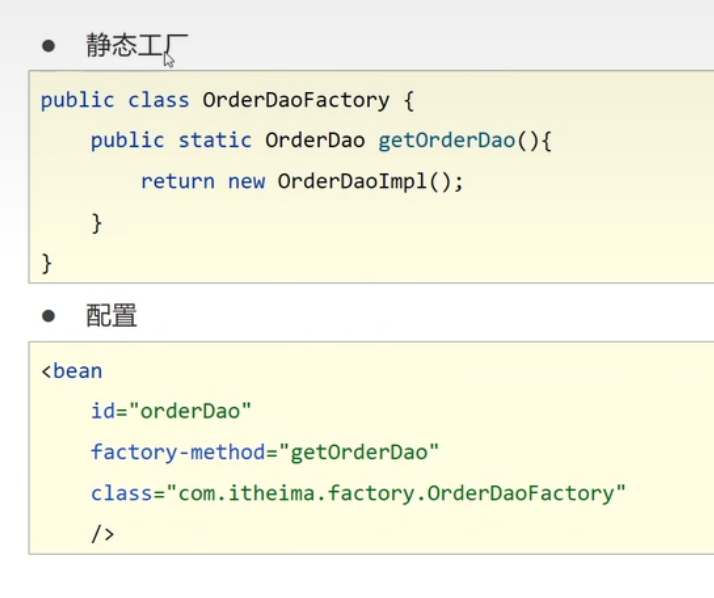 ● 静态工厂
public class OrderDaoFactory {
    public static OrderDao getOrderDao(){
        return new OrderDaoImpl();
    }
}
● 配置
<bean
    id="orderDao"
    factory-method="getOrderDao"
    class="com.itheima.factory.OrderDaoFactory"
    />